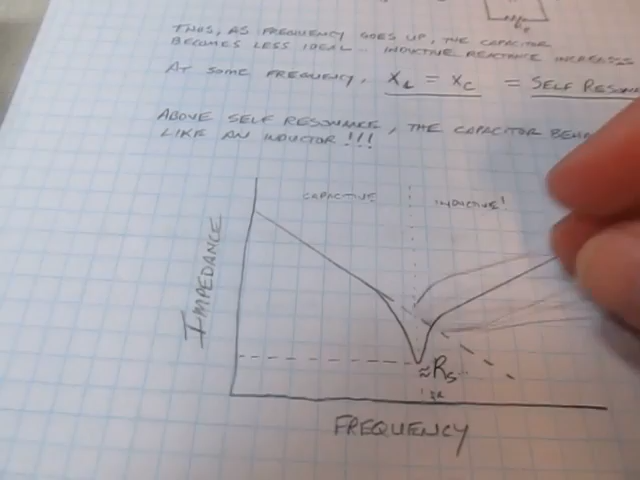 THUS, AS FREQUENCY GOES UP, THE CAPACITOR
BECOMES LESS IDEAL .. INDUCTIVE REACTANCE INCREASES
AT SOME FREQUENCY, XL = XC = SELF RESONA
ABOVE SELF RESONANCE, THE CAPACITOR BEHA
LIKE AN INDUCTOR!!!
CAPACTIVE
INDUCTIVE!
IMPEDANCE
≈RS
FREQUENCY